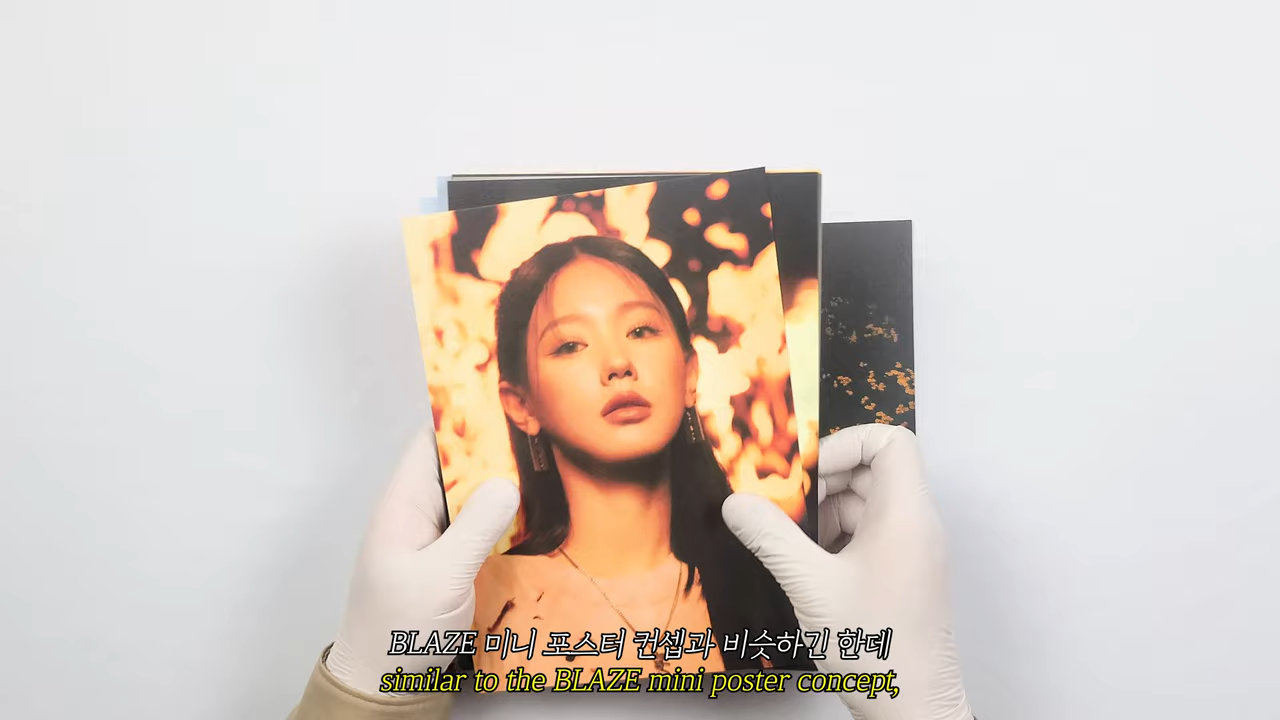 BLAZE 미니 포스터 컨셉과 비슷하긴 한데
similar to the BLAZE mini poster concept,